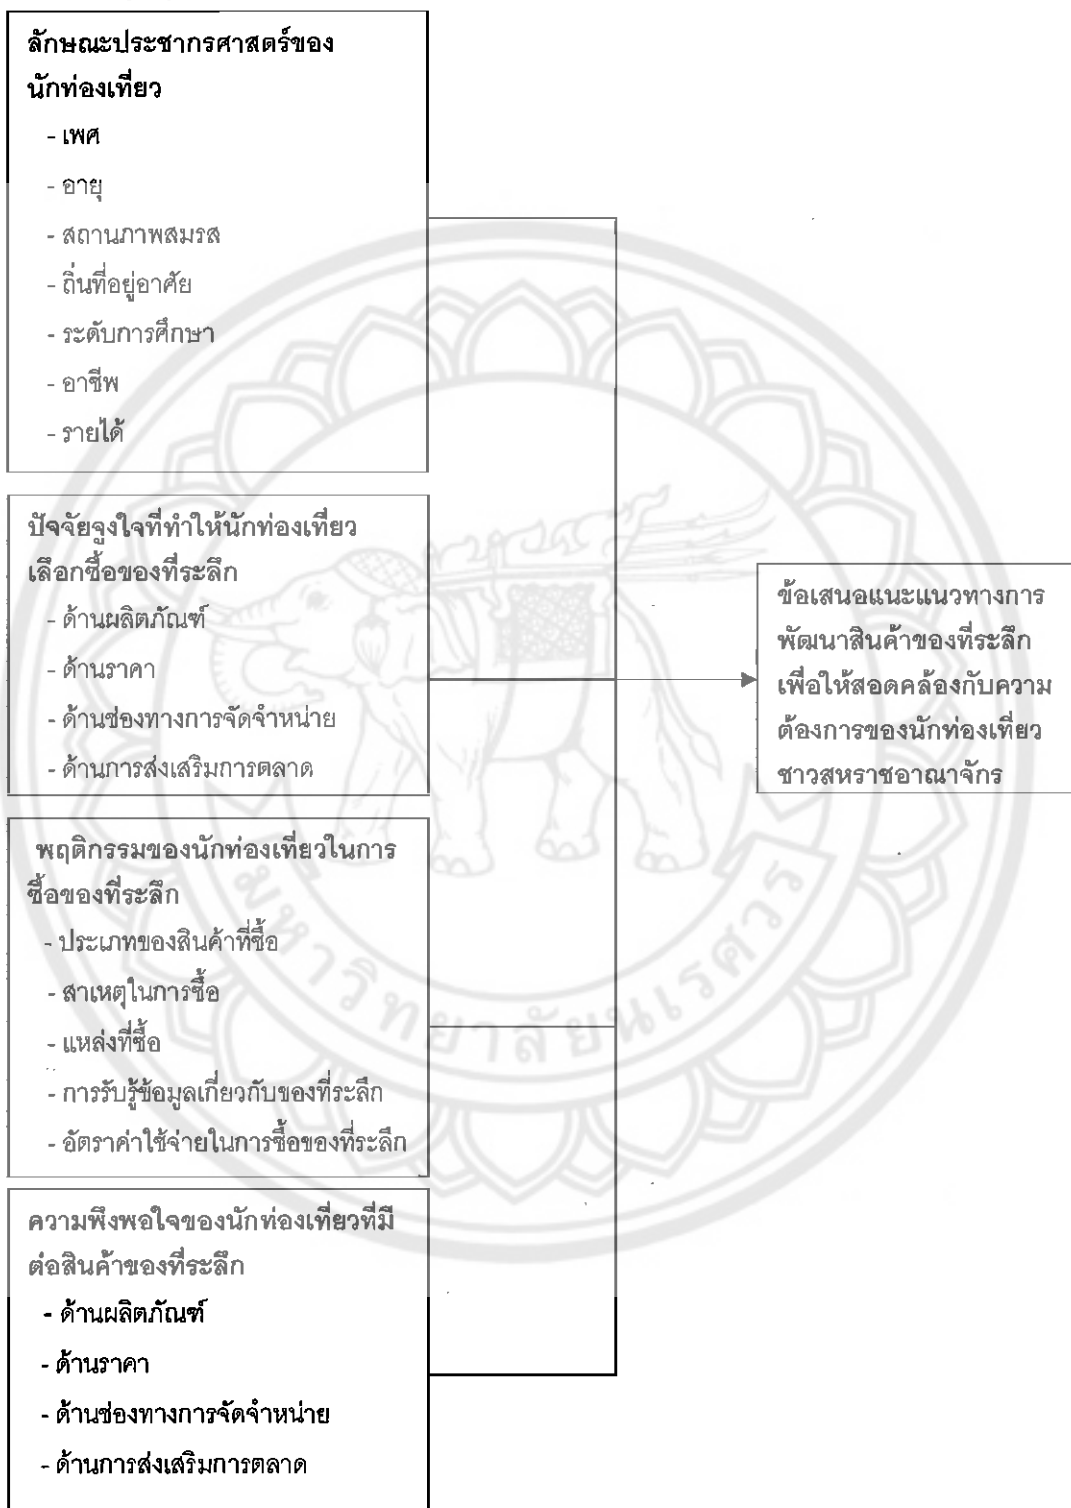 ลักษณะประชากรศาสตร์ของ
นักท่องเที่ยว
- เพศ
- อายุ
- สถานภาพสมรส
- ถิ่นที่อยู่อาศัย
- ระดับการศึกษา
- อาชีพ
- รายได้
ปัจจัยจูงใจที่ทำให้นักท่องเที่ยว
เลือกซื้อของที่ระลึก
- ด้านผลิตภัณฑ์
- ด้านราคา
- ด้านช่องทางการจัดจำหน่าย
- ด้านการส่งเสริมการตลาด
พฤติกรรมของนักท่องเที่ยวในการ
ซื้อของที่ระลึก
- ประเภทของสินค้าที่ซื้อ
- สาเหตุในการซื้อ
- แหล่งที่ซื้อ
- การรับรู้ข้อมูลเกี่ยวกับของที่ระลึก
- อัตราค่าใช้จ่ายในการซื้อของที่ระลึก
ความพึงพอใจของนักท่องเที่ยวที่มี
ต่อสินค้าของที่ระลึก
- ด้านผลิตภัณฑ์
- ด้านราคา
- ด้านช่องทางการจัดจำหน่าย
- ด้านการส่งเสริมการตลาด
ข้อเสนอแนะแนวทางการ
พัฒนาสินค้าของที่ระลึก
เพื่อให้สอดคล้องกับความ
ต้องการของนักท่องเที่ยว
ชาวสหราชอาณาจักร
มหาวิทยาลัยนเรศวร